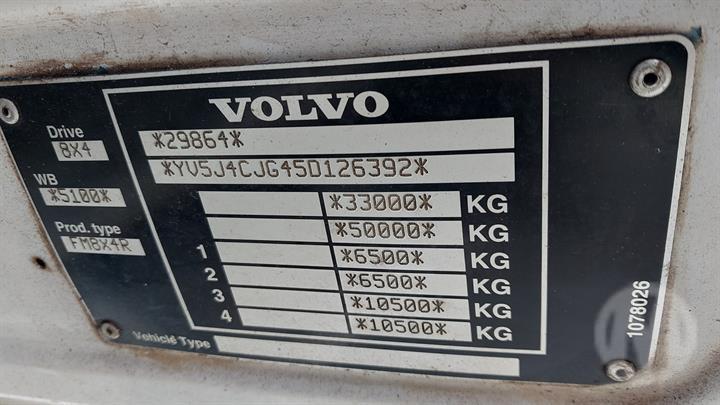 VOLVO
Drive
8X4
WB
*5100*
Prod. type
FM8X4R
*29864*
*YV5J4CJG45D126392*
*33000* KG
*50000* KG
1 *6500* KG
2 *6500* KG
3 *10500* KG
4 *10500* KG
Vehicle Type
1078026